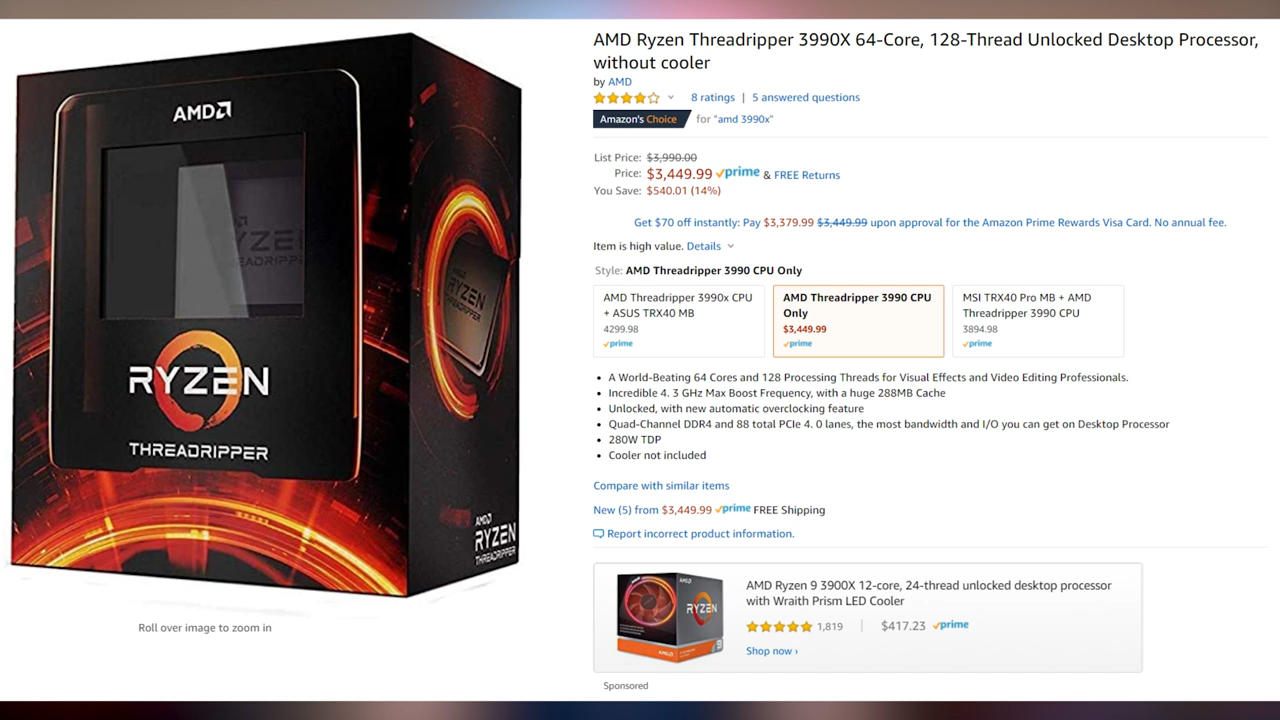 AMD
YZE
EADRIPP
RYZEN
THREADRIPPER
AMD
RYZEN
THREADRIPPER
AMD
RYZEN
THREADRIPPER
Roll over image to zoom in
AMD Ryzen Threadripper 3990X 64-Core, 128-Thread Unlocked Desktop Processor,
without cooler
by AMD
8 ratings | 5 answered questions
Amazon's Choice for "amd 3990x"
List Price: $3,990.00
Price: $3,449.99 prime & FREE Returns
You Save: $540.01 (14%)
Get $70 off instantly: Pay $3,379.99 $3,449.99 upon approval for the Amazon Prime Rewards Visa Card. No annual fee.
Item is high value. Details
Style: AMD Threadripper 3990 CPU Only
AMD Threadripper 3990x CPU
+ ASUS TRX40 MB
4299.98
prime
AMD Threadripper 3990 CPU
Only
$3,449.99
prime
MSI TRX40 Pro MB + AMD
Threadripper 3990 CPU
3894.98
prime
• A World-Beating 64 Cores and 128 Processing Threads for Visual Effects and Video Editing Professionals.
• Incredible 4. 3 GHz Max Boost Frequency, with a huge 288MB Cache
• Unlocked, with new automatic overclocking feature
• Quad-Channel DDR4 and 88 total PCIe 4. 0 lanes, the most bandwidth and I/O you can get on Desktop Processor
• 280W TDP
• Cooler not included
Compare with similar items
New (5) from $3,449.99 prime FREE Shipping
Report incorrect product information.
AMD
RYZEN
AMD Ryzen 9 3900X 12-core, 24-thread unlocked desktop processor
with Wraith Prism LED Cooler
1,819 | $417.23 prime
Shop now ›
Sponsored